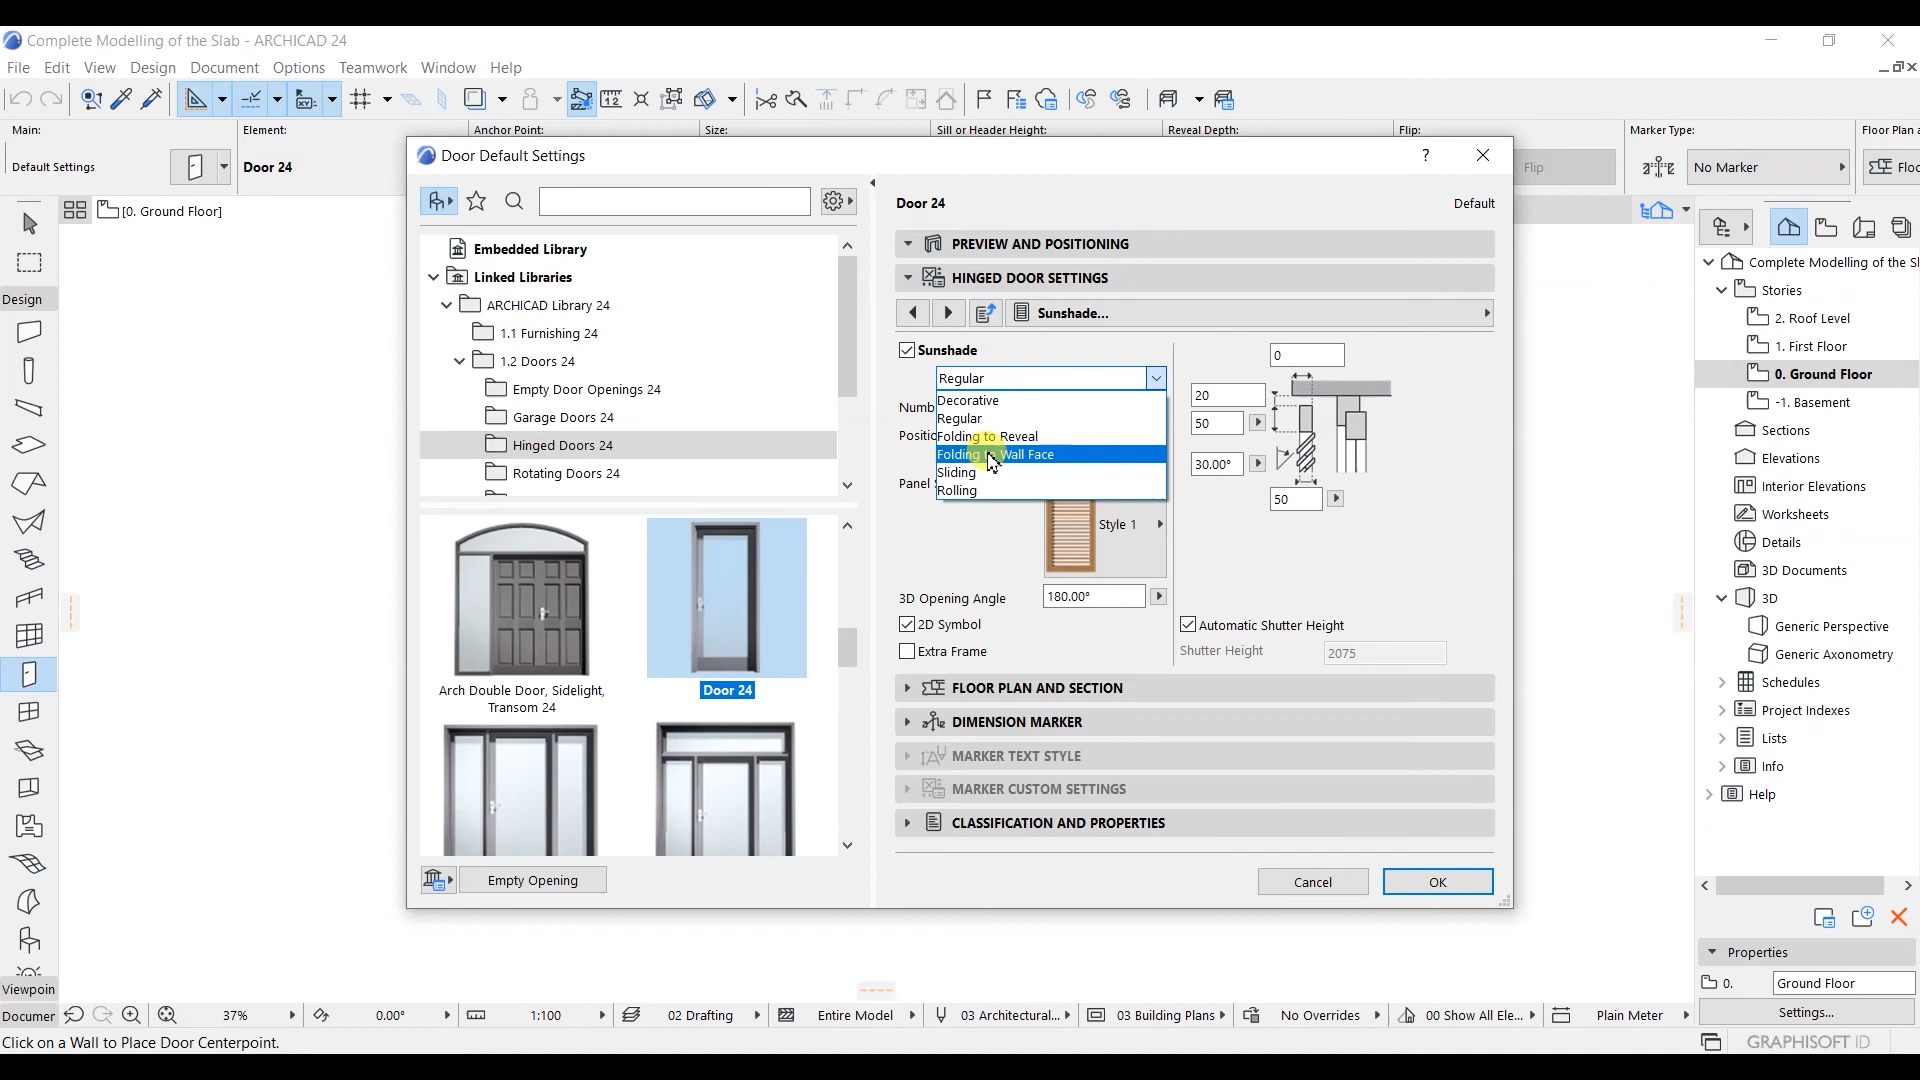 Complete Modelling of the Slab - ARCHICAD 24
File Edit View Design Document Options Teamwork Window Help
Main: Element: Anchor Point: Size: Sill or Header Height: Reveal Depth: Flip: Marker Type: Floor Plan a
Default Settings Door 24 Flip No Marker Floc
[0. Ground Floor]
Door Default Settings
Design
Viewpoin
Documer
Embedded Library
Linked Libraries
ARCHICAD Library 24
1.1 Furnishing 24
1.2 Doors 24
Empty Door Openings 24
Garage Doors 24
Hinged Doors 24
Rotating Doors 24
Arch Double Door, Sidelight,
Transom 24
Door 24
Empty Opening
Door 24 Default
PREVIEW AND POSITIONING
HINGED DOOR SETTINGS
Sunshade...
Sunshade
Regular
Decorative
Regular
Folding to Reveal
Folding to Wall Face
Sliding
Rolling
Numb
Positio
Panel S
Style 1
0
20
50
30.00°
50
3D Opening Angle 180.00°
2D Symbol
Extra Frame
Automatic Shutter Height
Shutter Height 2075
FLOOR PLAN AND SECTION
DIMENSION MARKER
MARKER TEXT STYLE
MARKER CUSTOM SETTINGS
CLASSIFICATION AND PROPERTIES
Cancel OK
Complete Modelling of the Sl
Stories
2. Roof Level
1. First Floor
0. Ground Floor
-1. Basement
Sections
Elevations
Interior Elevations
Worksheets
Details
3D Documents
3D
Generic Perspective
Generic Axonometry
Schedules
Project Indexes
Lists
Info
Help
Properties
0. Ground Floor
Settings...
37% 0.00° 1:100 02 Drafting Entire Model 03 Architectural... 03 Building Plans No Overrides 00 Show All Ele... Plain Meter
Click on a Wall to Place Door Centerpoint.
GRAPHISOFT ID